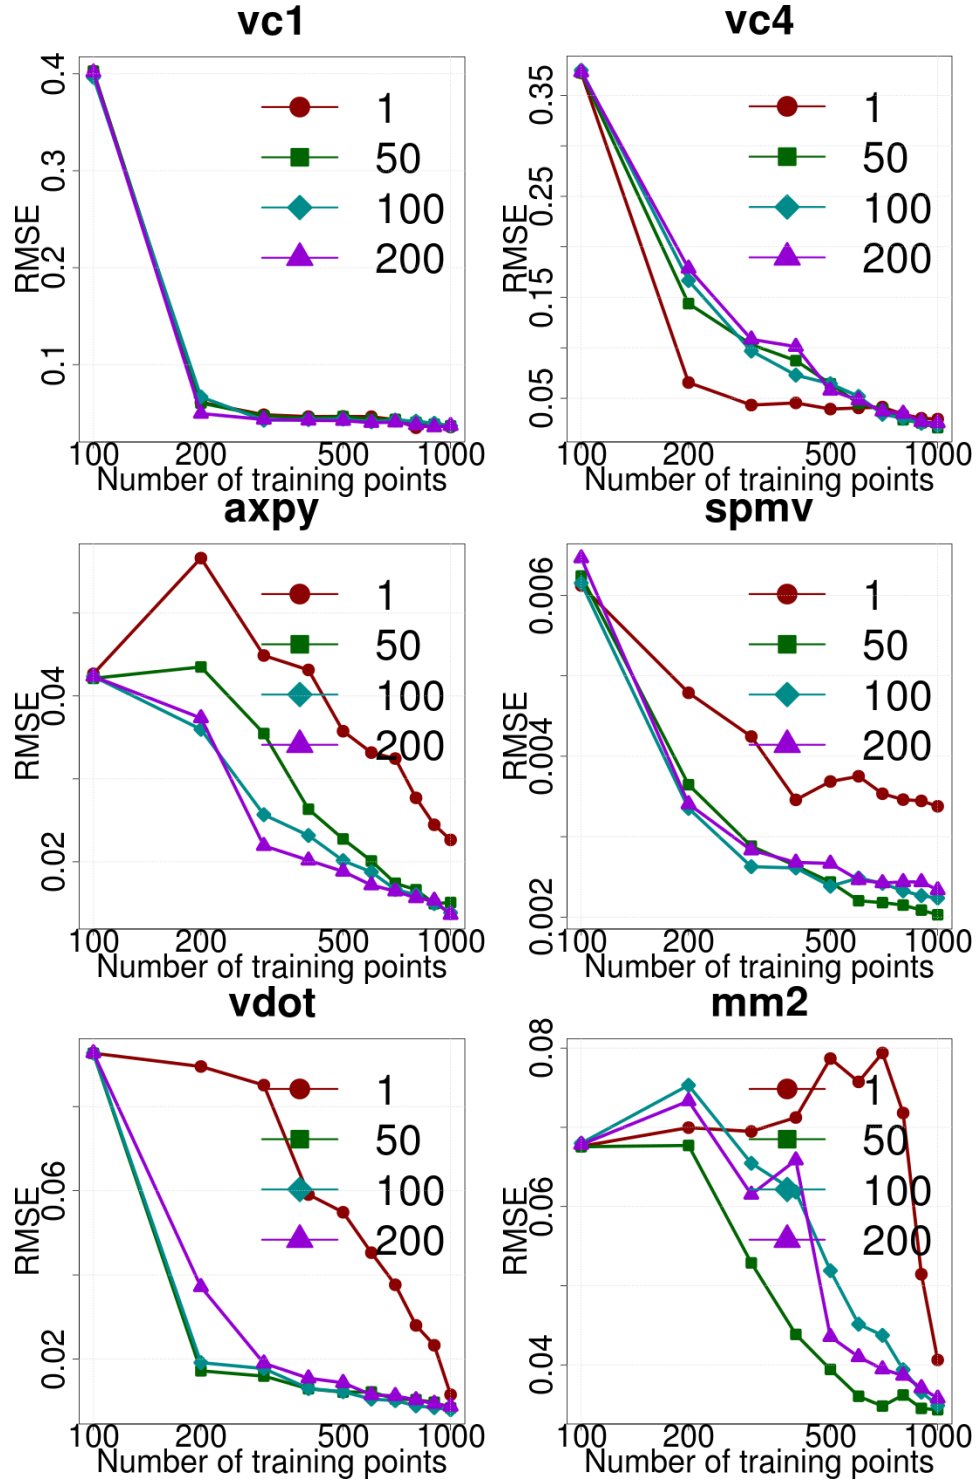 vc1
0.4
0.3
0.2
0.1
RMSE
1
50
100
200
100 200 500 1000
Number of training points
vc4
0.35
0.25
0.15
0.05
RMSE
1
50
100
200
100 200 500 1000
Number of training points
axpy
0.04
0.02
RMSE
1
50
100
200
100 200 500 1000
Number of training points
spmv
0.006
0.004
0.002
RMSE
1
50
100
200
100 200 500 1000
Number of training points
vdot
0.06
0.02
RMSE
1
50
100
200
100 200 500 1000
Number of training points
mm2
0.08
0.06
0.04
RMSE
1
50
100
200
100 200 500 1000
Number of training points